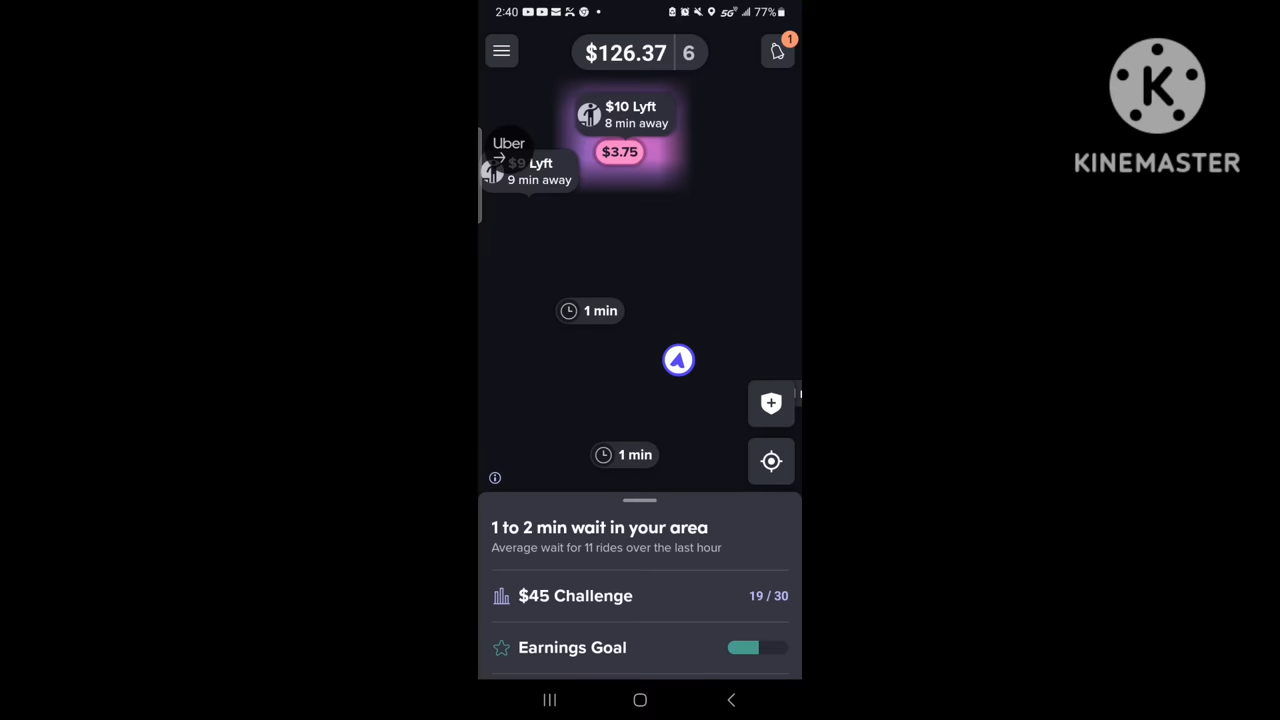 2:40
5G
77%
$126.37 6
1
$10 Lyft
8 min away
$3.75
Uber
$9 Lyft
9 min away
1 min
1 min
1 to 2 min wait in your area
Average wait for 11 rides over the last hour
$45 Challenge 19 / 30
Earnings Goal
K
KINEMASTER